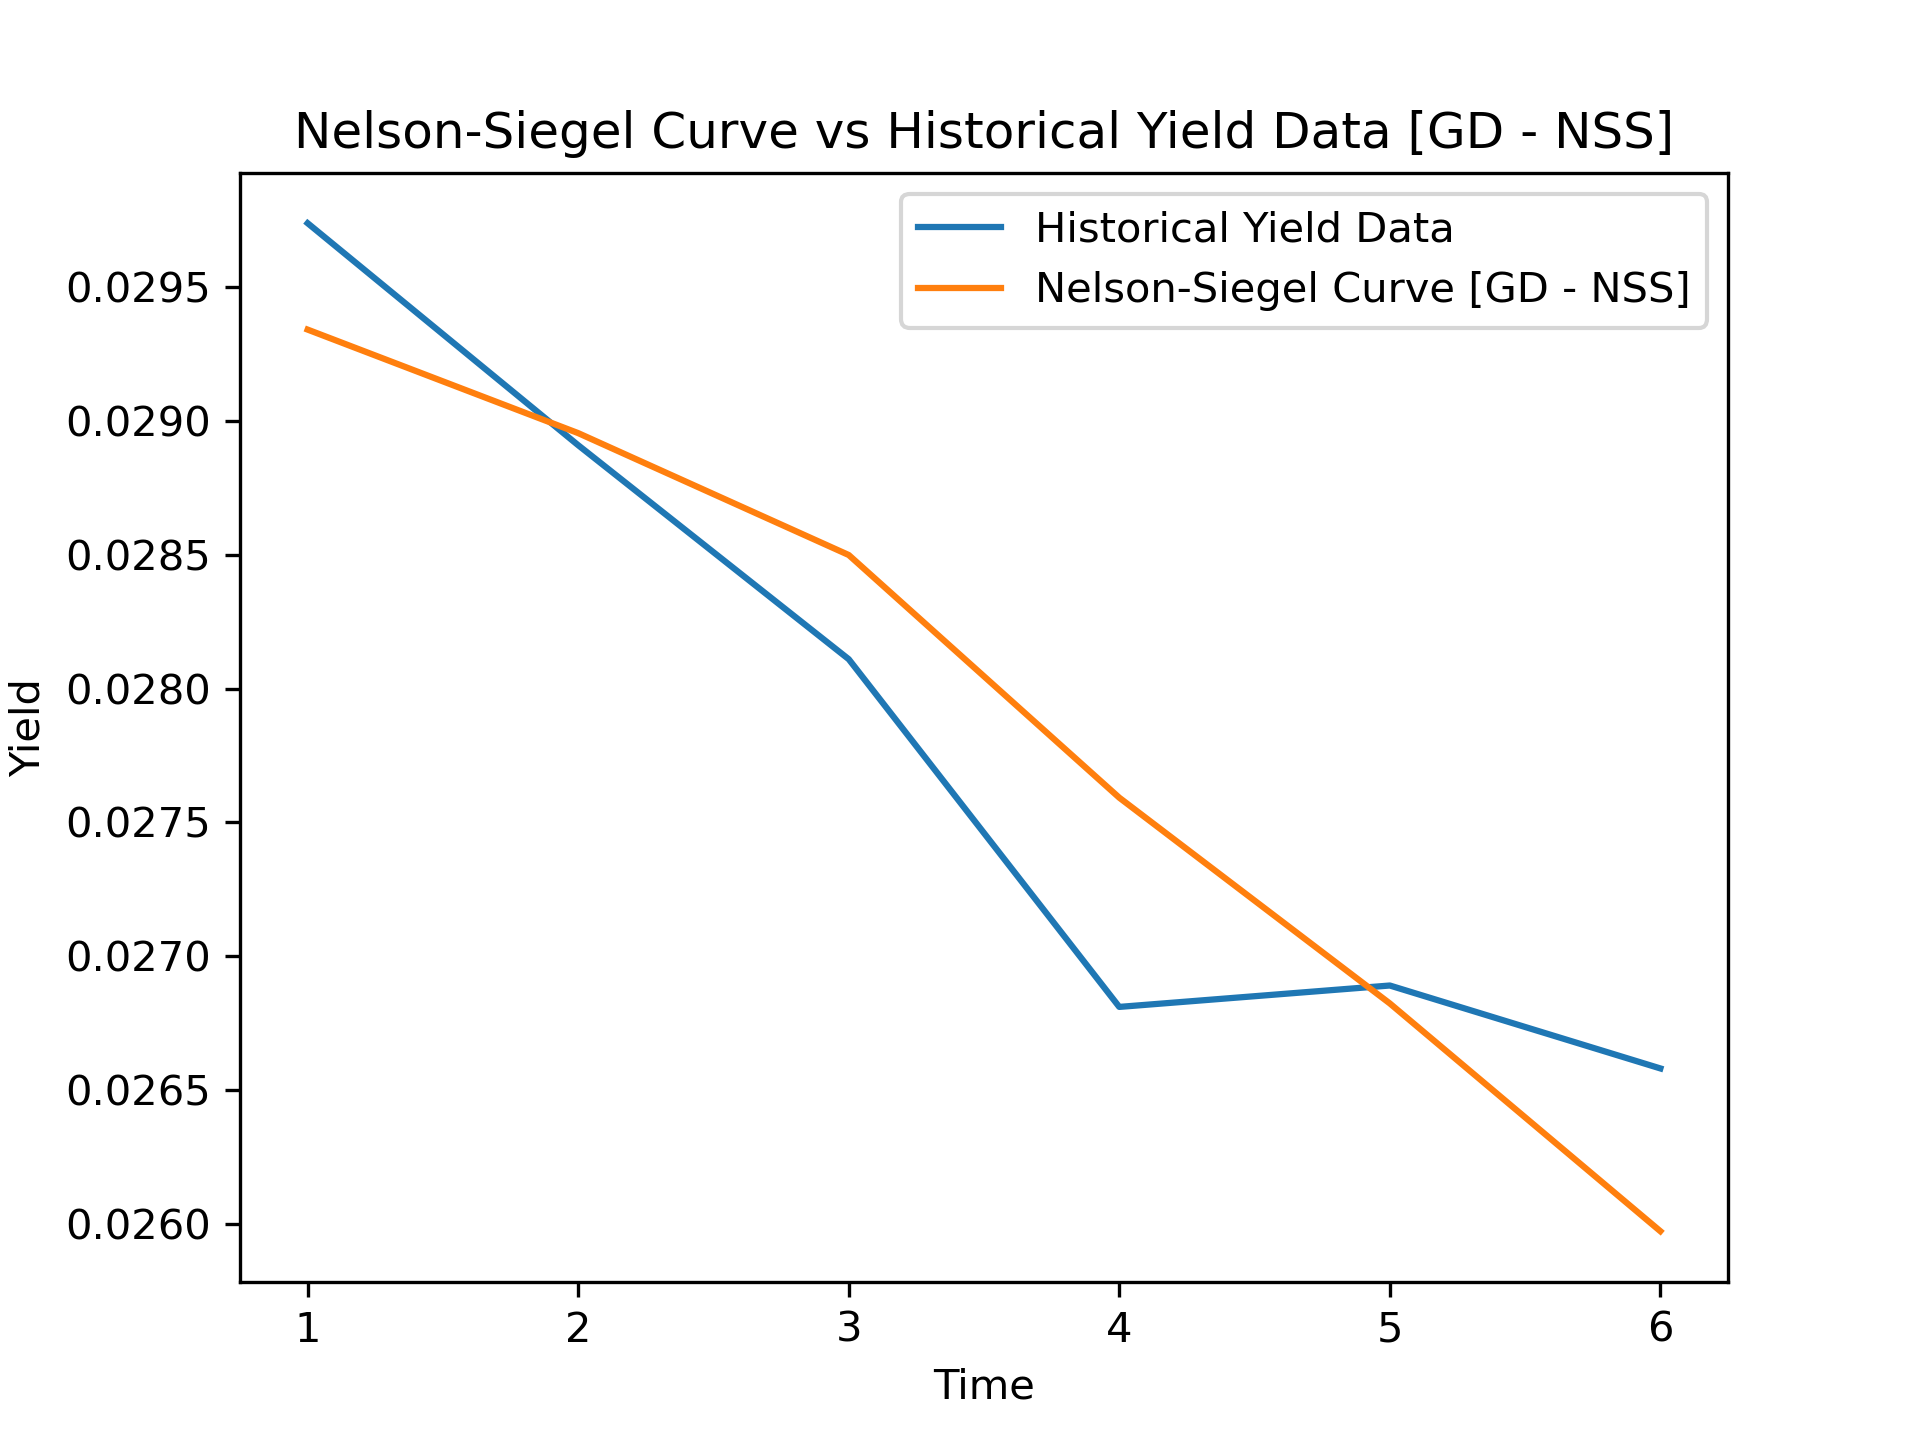 Nelson-Siegel Curve vs Historical Yield Data [GD - NSS]
Historical Yield Data
Nelson-Siegel Curve [GD - NSS]
0.0295
0.0290
0.0285
0.0280
0.0275
0.0270
0.0265
0.0260
Yield
1 2 3 4 5 6
Time